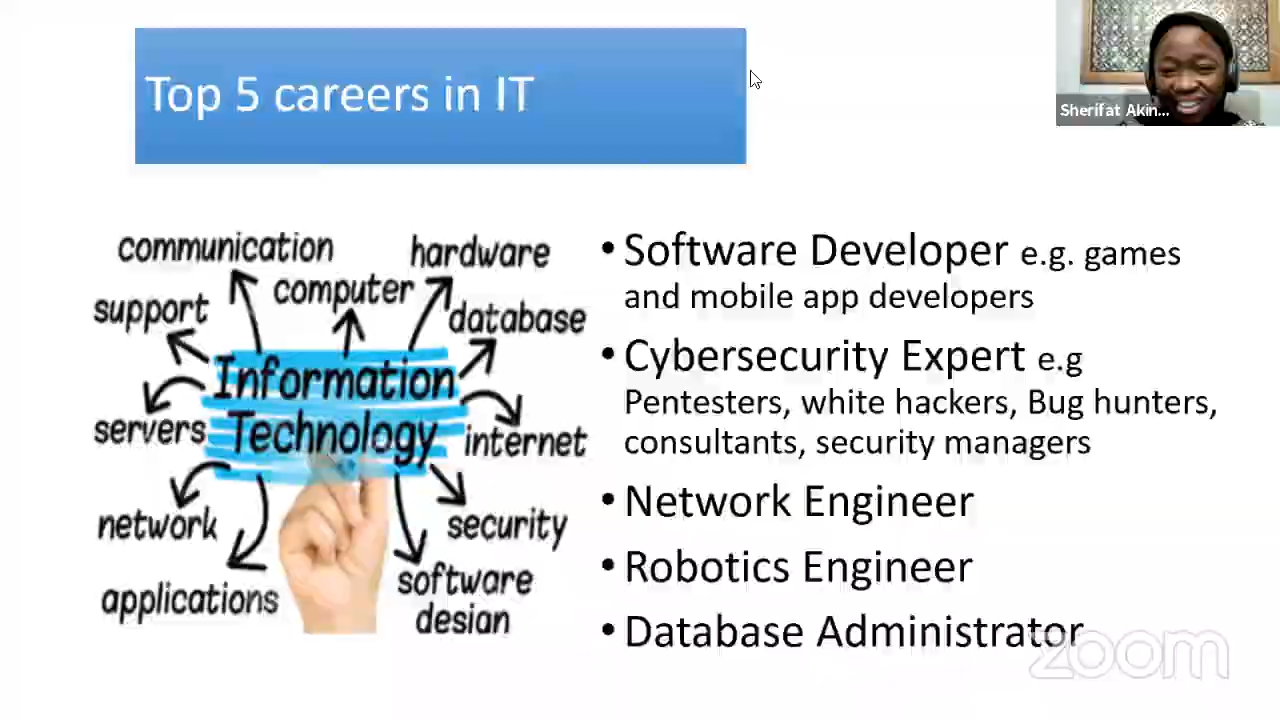 Top 5 careers in IT
Sherifat Akin...
communication
hardware
computer
support
database
Information
Technology
servers
internet
network
security
applications
software
design
• Software Developer e.g. games
and mobile app developers
• Cybersecurity Expert e.g
Pentesters, white hackers, Bug hunters,
consultants, security managers
• Network Engineer
• Robotics Engineer
• Database Administrator
zoom